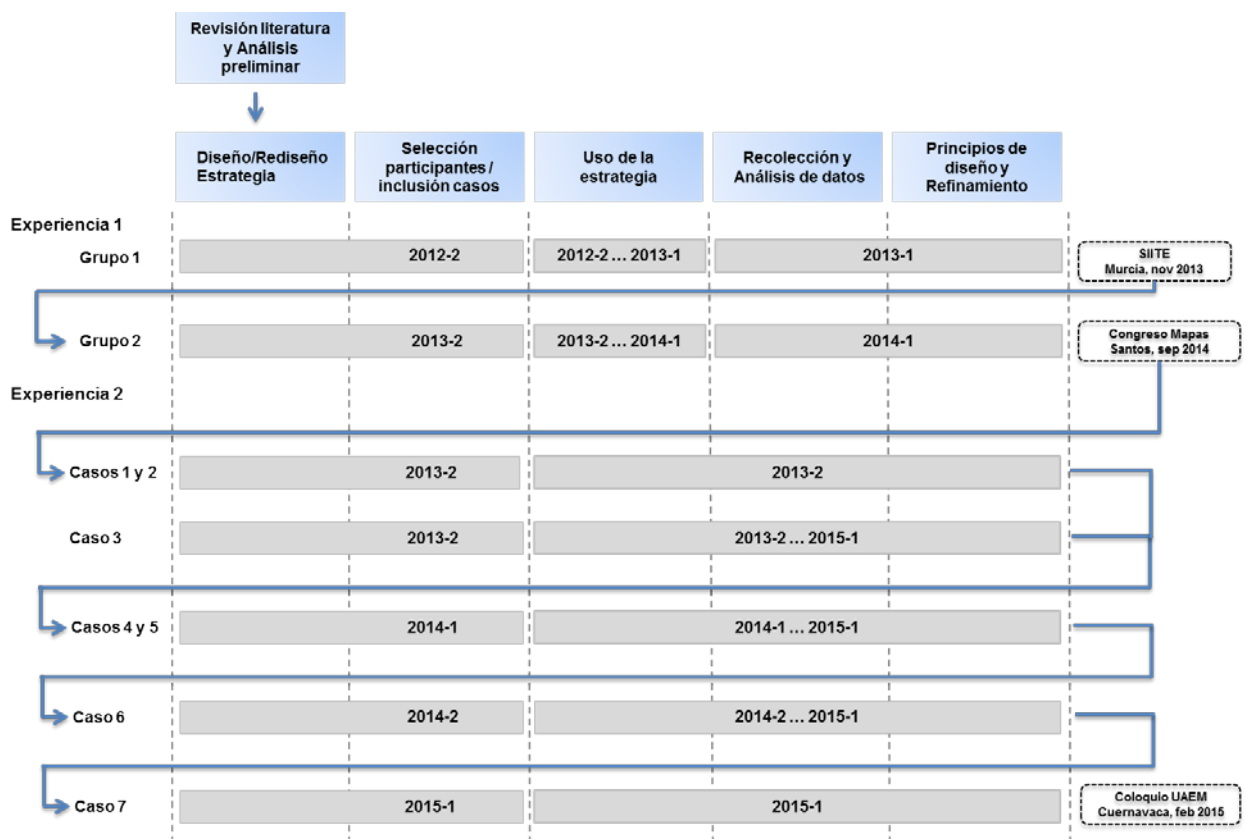 Revisión literatura
y Análisis
preliminar
Diseño/Rediseño
Estrategia
Selección
participantes /
inclusión casos
Uso de la
estrategia
Recolección y
Análisis de datos
Principios de
diseño y
Refinamiento
Experiencia 1
Grupo 1
2012-2
2012-2 ... 2013-1
2013-1
SIITE
Murcia, nov 2013
Grupo 2
2013-2
2013-2 ... 2014-1
2014-1
Congreso Mapas
Santos, sep 2014
Experiencia 2
Casos 1 y 2
2013-2
2013-2
Caso 3
2013-2
2013-2 ... 2015-1
Casos 4 y 5
2014-1
2014-1 ... 2015-1
Caso 6
2014-2
2014-2 ... 2015-1
Caso 7
2015-1
2015-1
Coloquio UAEM
Cuernavaca, feb 2015